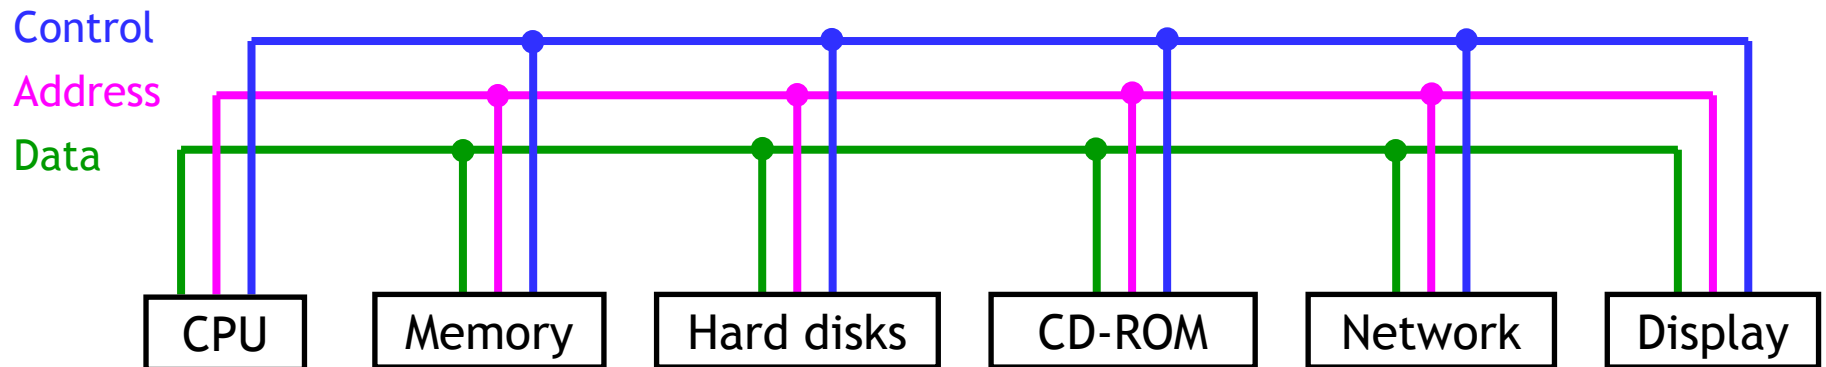 Control
Address
Data
CPU
Memory
Hard disks
CD-ROM
Network
Display